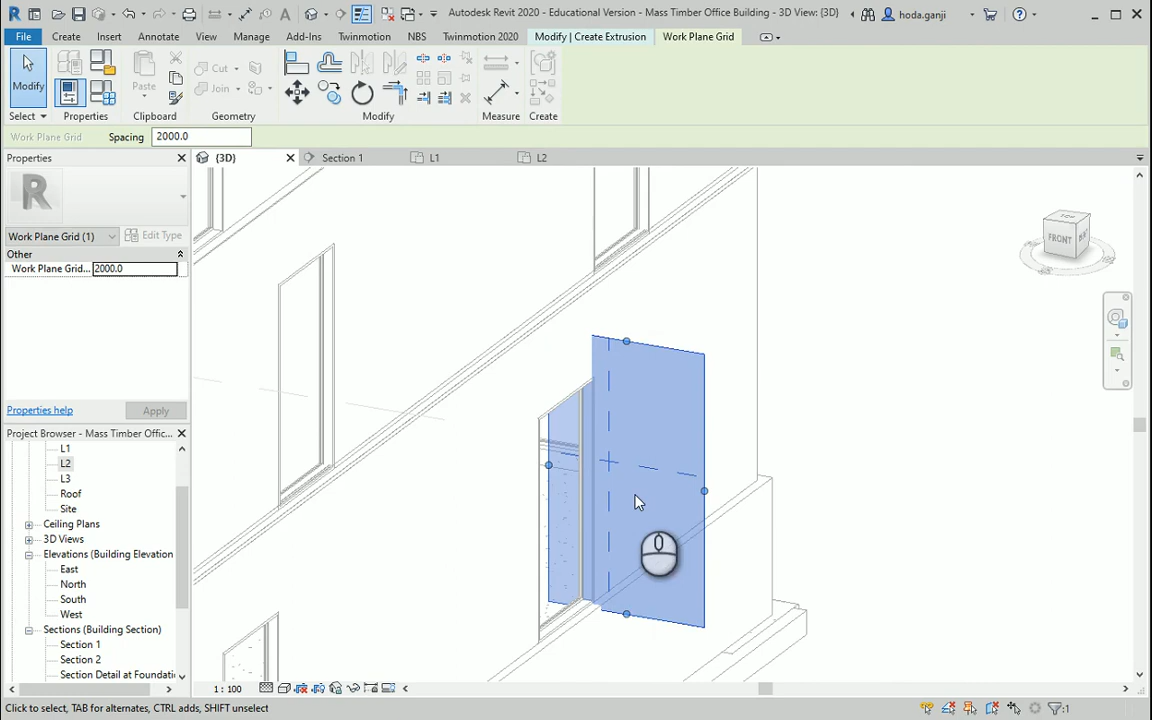 Autodesk Revit 2020 - Educational Version - Mass Timber Office Building - 3D View: {3D}
hoda.ganji
File Create Insert Annotate View Manage Add-Ins Twinmotion NBS Twinmotion 2020 Modify | Create Extrusion Work Plane Grid
Modify
Paste
Cut
Join
Select Properties Clipboard Geometry Modify Measure Create
Work Plane Grid Spacing 2000.0
Properties
{3D} Section 1 L1 L2
Work Plane Grid (1) Edit Type
Other
Work Plane Grid... 2000.0
TOP
FRONT
Properties help Apply
Project Browser - Mass Timber Offic...
L1
L2
L3
Roof
Site
Ceiling Plans
3D Views
Elevations (Building Elevation
East
North
South
West
Sections (Building Section)
Section 1
Section 2
Section Detail at Foundati
1 : 100
Click to select, TAB for alternates, CTRL adds, SHIFT unselect
:1